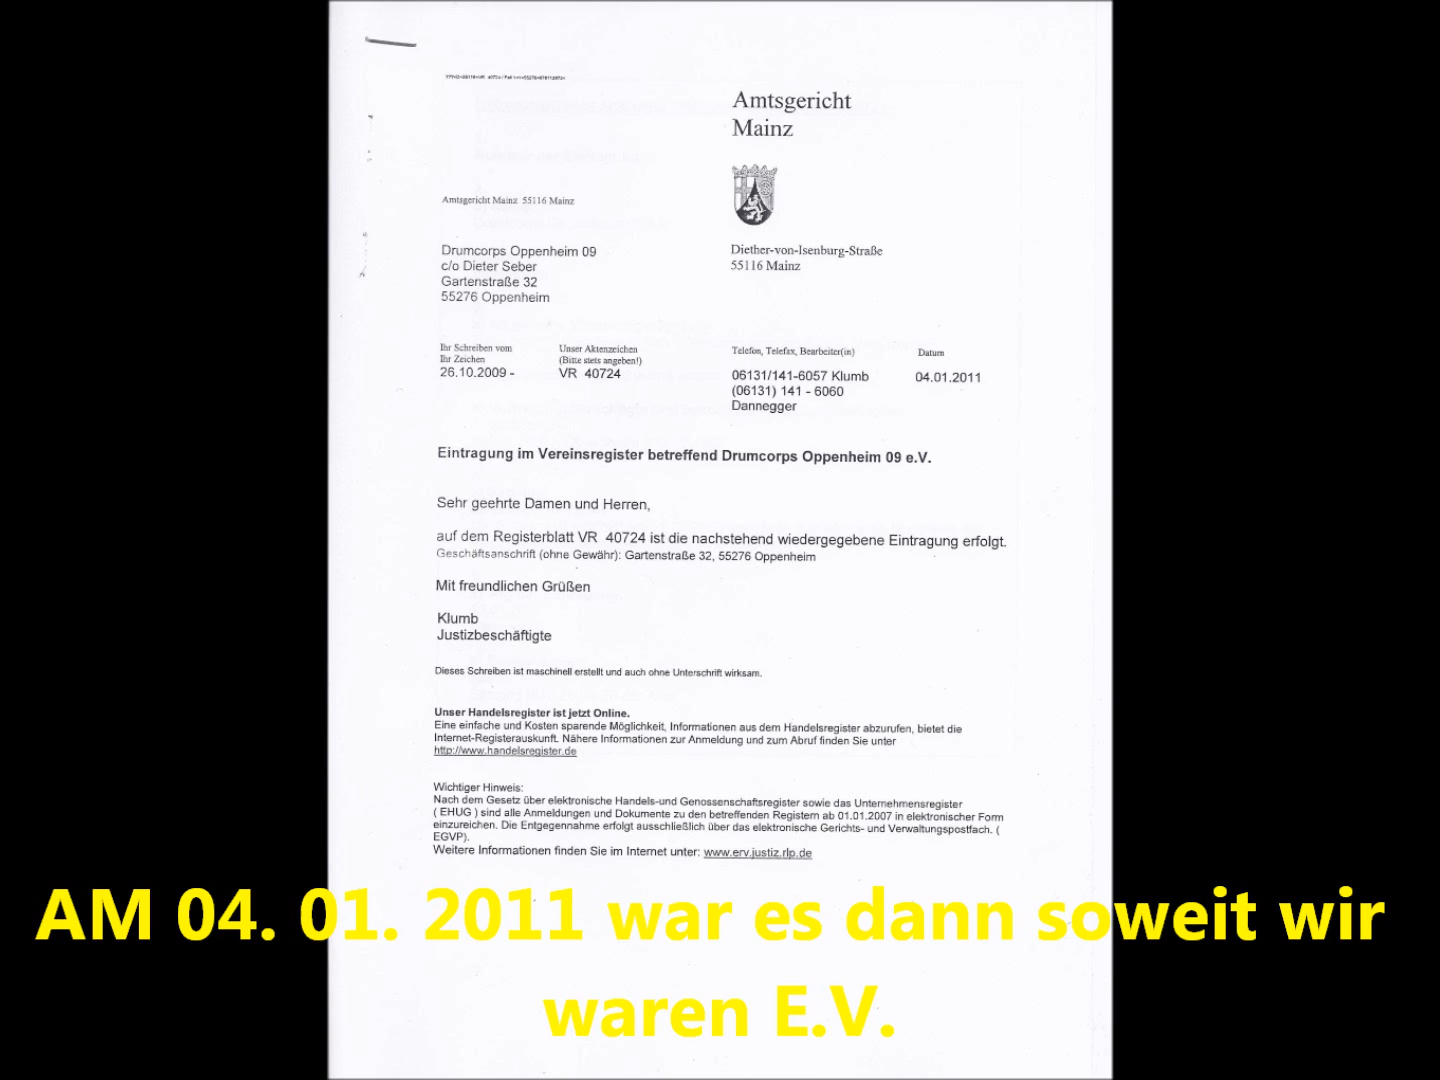 Amtsgericht
Mainz
Amtsgericht Mainz 55116 Mainz
Drumcorps Oppenheim 09
c/o Dieter Seber
Gartenstraße 32
55276 Oppenheim
Diether-von-Isenburg-Straße
55116 Mainz
Ihr Schreiben vom
Ihr Zeichen
26.10.2009 -
Unser Aktenzeichen
(Bitte stets angeben!)
VR 40724
Telefon, Telefax, Bearbeiter(in)
06131/141-6057 Klumb
(06131) 141 - 6060
Dannegger
Datum
04.01.2011
Eintragung im Vereinsregister betreffend Drumcorps Oppenheim 09 e.V.
Sehr geehrte Damen und Herren,
auf dem Registerblatt VR 40724 ist die nachstehend wiedergegebene Eintragung erfolgt.
Geschäftsanschrift (ohne Gewähr): Gartenstraße 32, 55276 Oppenheim
Mit freundlichen Grüßen
Klumb
Justizbeschäftigte
Dieses Schreiben ist maschinell erstellt und auch ohne Unterschrift wirksam.
Unser Handelsregister ist jetzt Online.
Eine einfache und Kosten sparende Möglichkeit, Informationen aus dem Handelsregister abzurufen, bietet die
Internet-Registerauskunft. Nähere Informationen zur Anmeldung und zum Abruf finden Sie unter
http://www.handelsregister.de
Wichtiger Hinweis:
Nach dem Gesetz über elektronische Handels-und Genossenschaftsregister sowie das Unternehmensregister
( EHUG ) sind alle Anmeldungen und Dokumente zu den betreffenden Registern ab 01.01.2007 in elektronischer Form
einzureichen. Die Entgegennahme erfolgt ausschließlich über das elektronische Gerichts- und Verwaltungspostfach. (
EGVP).
Weitere Informationen finden Sie im Internet unter: www.erv.justiz.rlp.de
AM 04. 01. 2011 war es dann soweit wir
waren E.V.